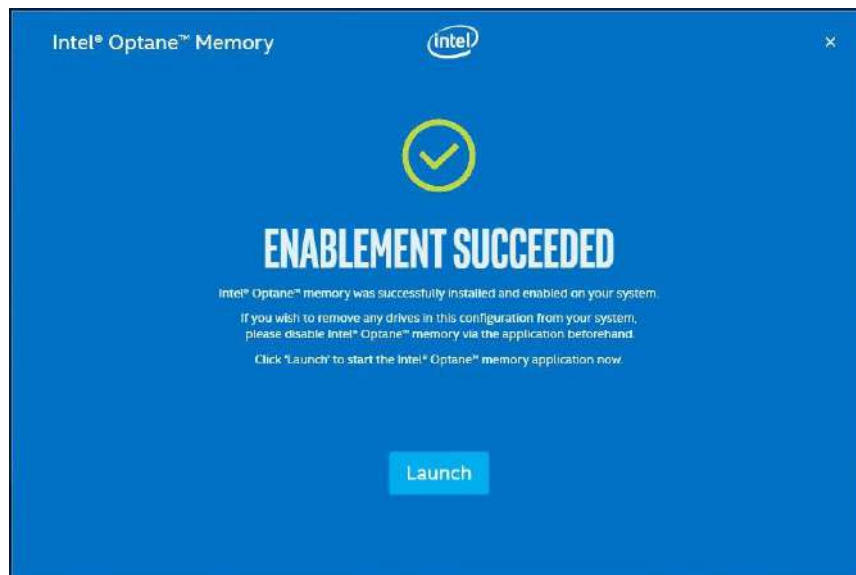 Intel® Optane™ Memory
intel
×
ENABLEMENT SUCCEEDED
Intel® Optane™ memory was successfully installed and enabled on your system.
If you wish to remove any drives in this configuration from your system,
please disable Intel® Optane™ memory via the application beforehand.
Click 'Launch' to start the Intel® Optane™ memory application now.
Launch